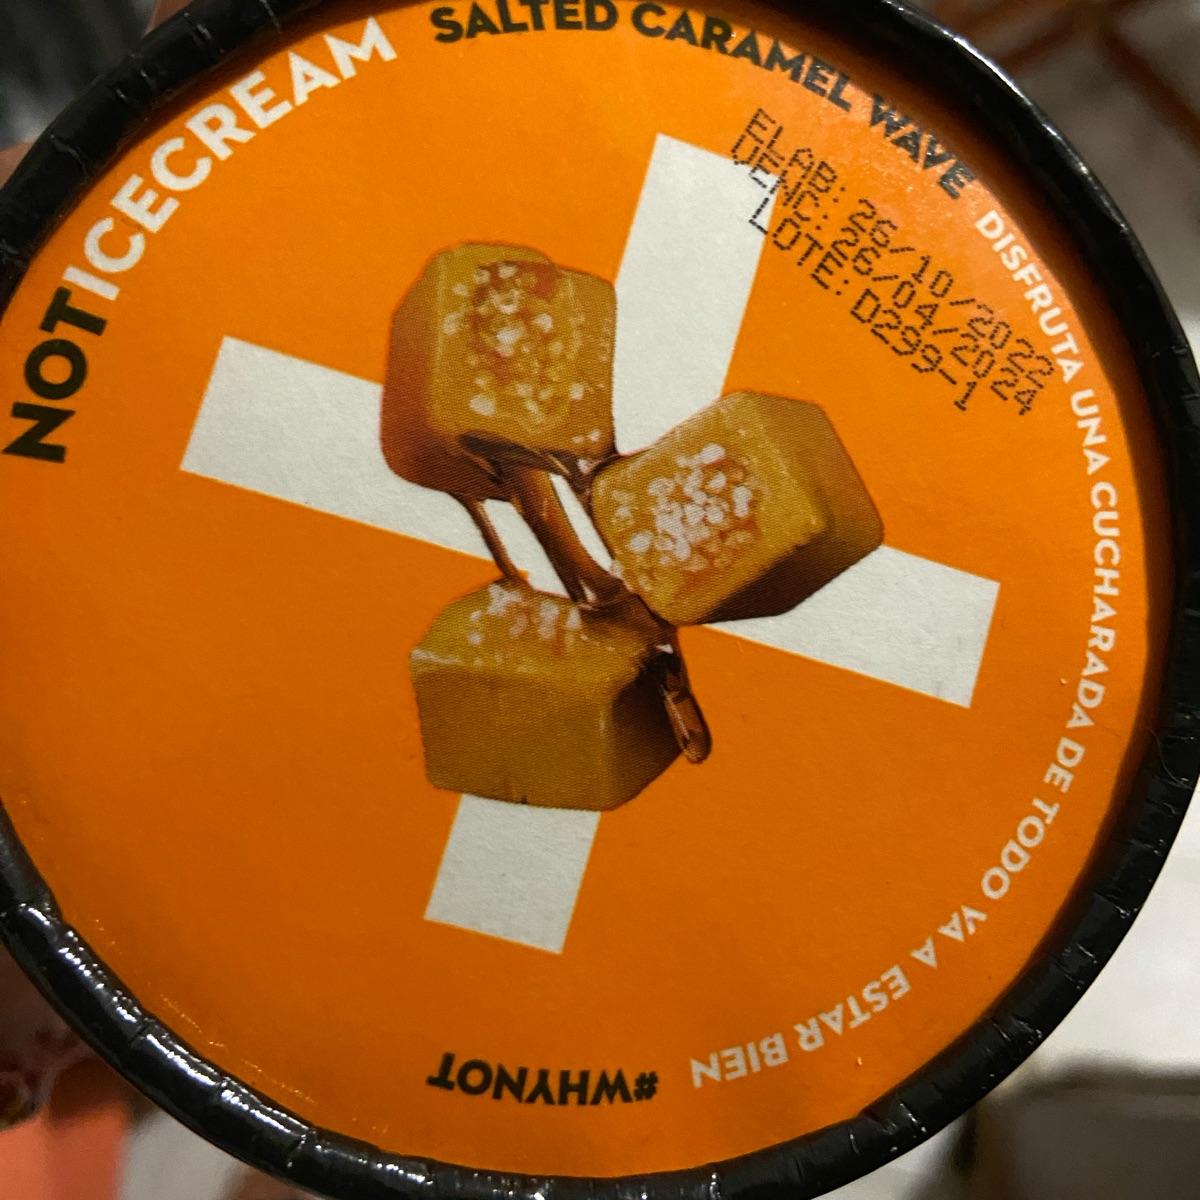 NOTICECREAM
SALTED CARAMEL WAVE
ELAB: 26/10/2022
VENC: 26/04/2024
LOTE: D299-1
DISFRUTA UNA CUCHARADA DE TODO VA A ESTAR BIEN
#WHYNOT